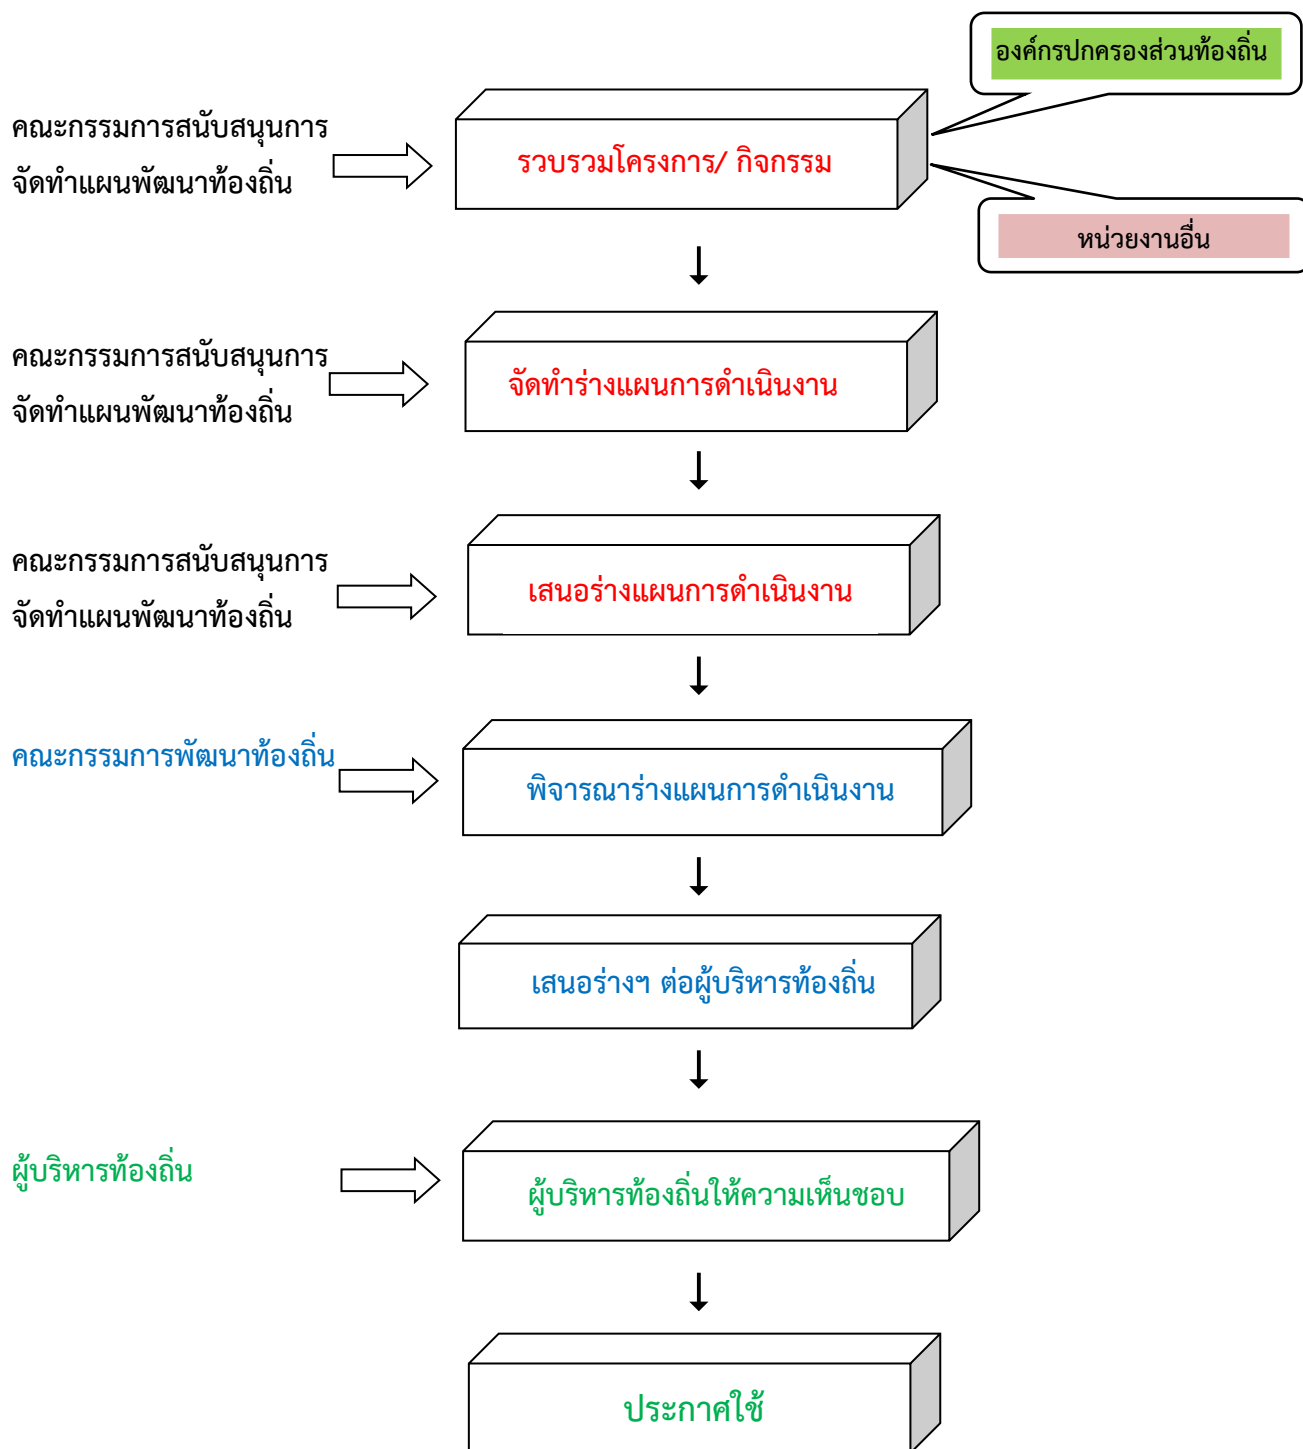 องค์กรปกครองส่วนท้องถิ่น
คณะกรรมการสนับสนุนการ
จัดทำแผนพัฒนาท้องถิ่น
รวบรวมโครงการ/ กิจกรรม
หน่วยงานอื่น
คณะกรรมการสนับสนุนการ
จัดทำแผนพัฒนาท้องถิ่น
จัดทำร่างแผนการดำเนินงาน
คณะกรรมการสนับสนุนการ
จัดทำแผนพัฒนาท้องถิ่น
เสนอร่างแผนการดำเนินงาน
คณะกรรมการพัฒนาท้องถิ่น
พิจารณาร่างแผนการดำเนินงาน
เสนอร่างฯ ต่อผู้บริหารท้องถิ่น
ผู้บริหารท้องถิ่น
ผู้บริหารท้องถิ่นให้ความเห็นชอบ
ประกาศใช้